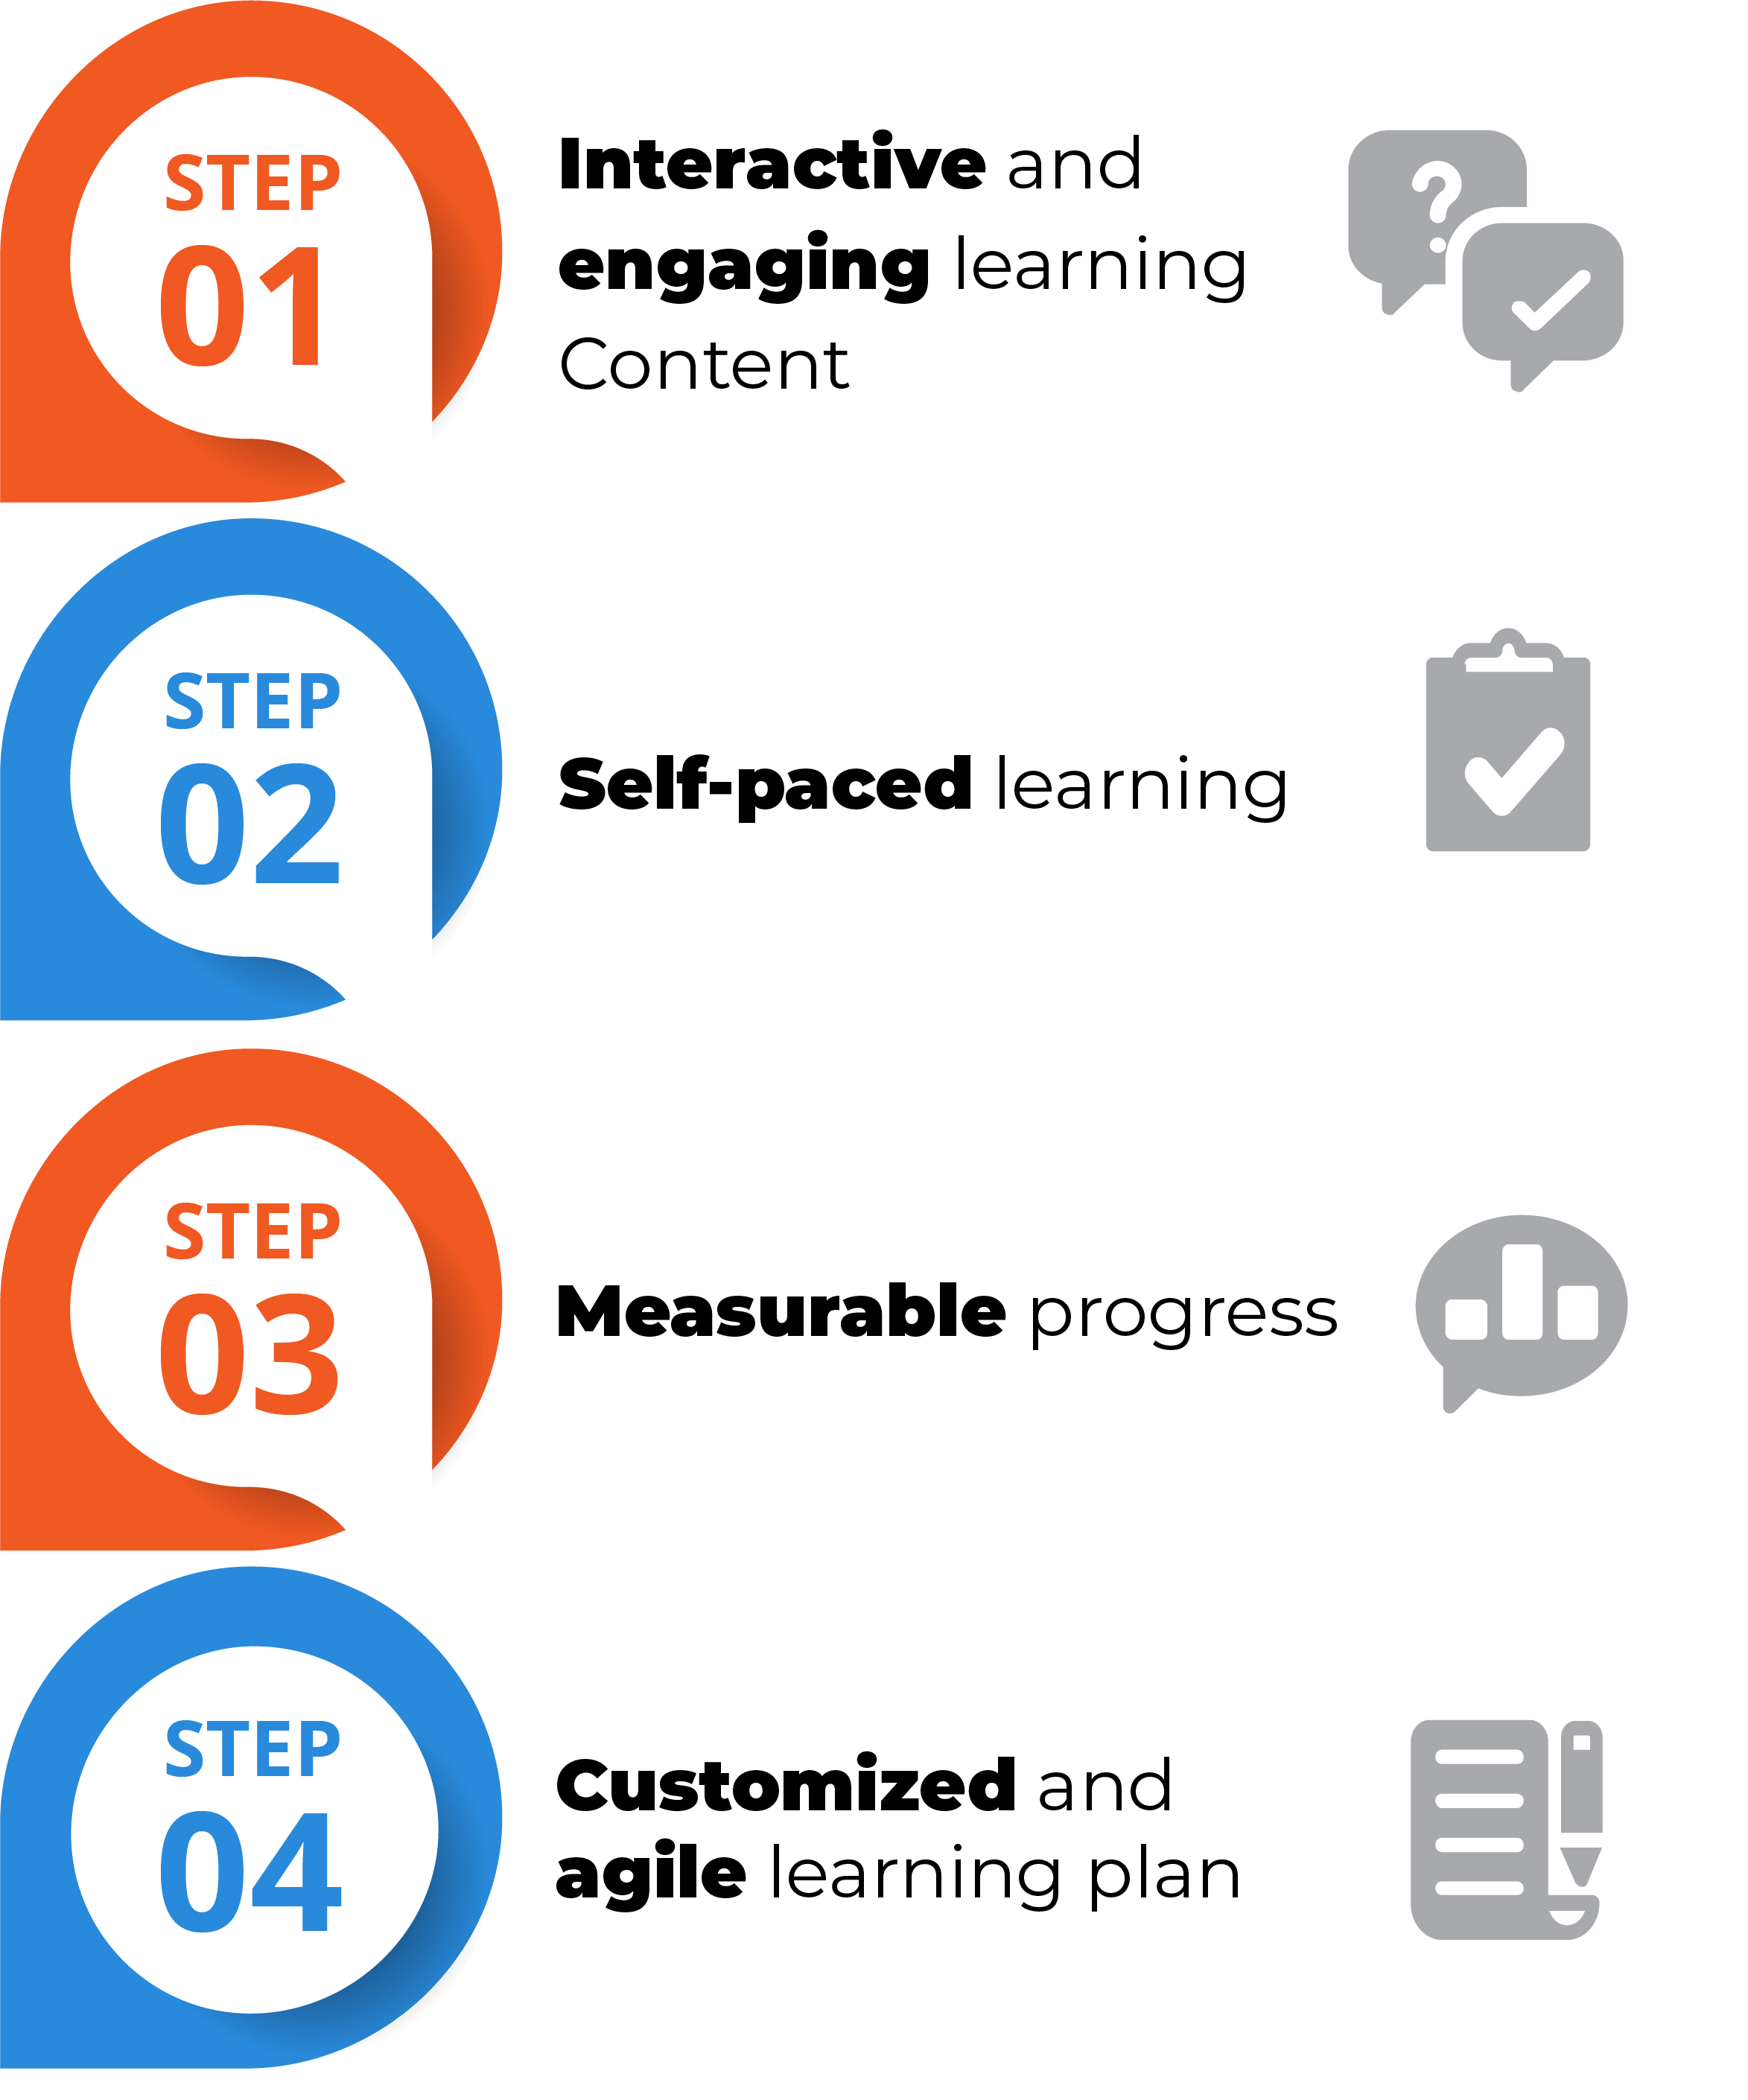 STEP
01
Interactive and
engaging learning
Content
?
STEP
02
Self-paced learning
STEP
03
Measurable progress
STEP
04
Customized and
agile learning plan